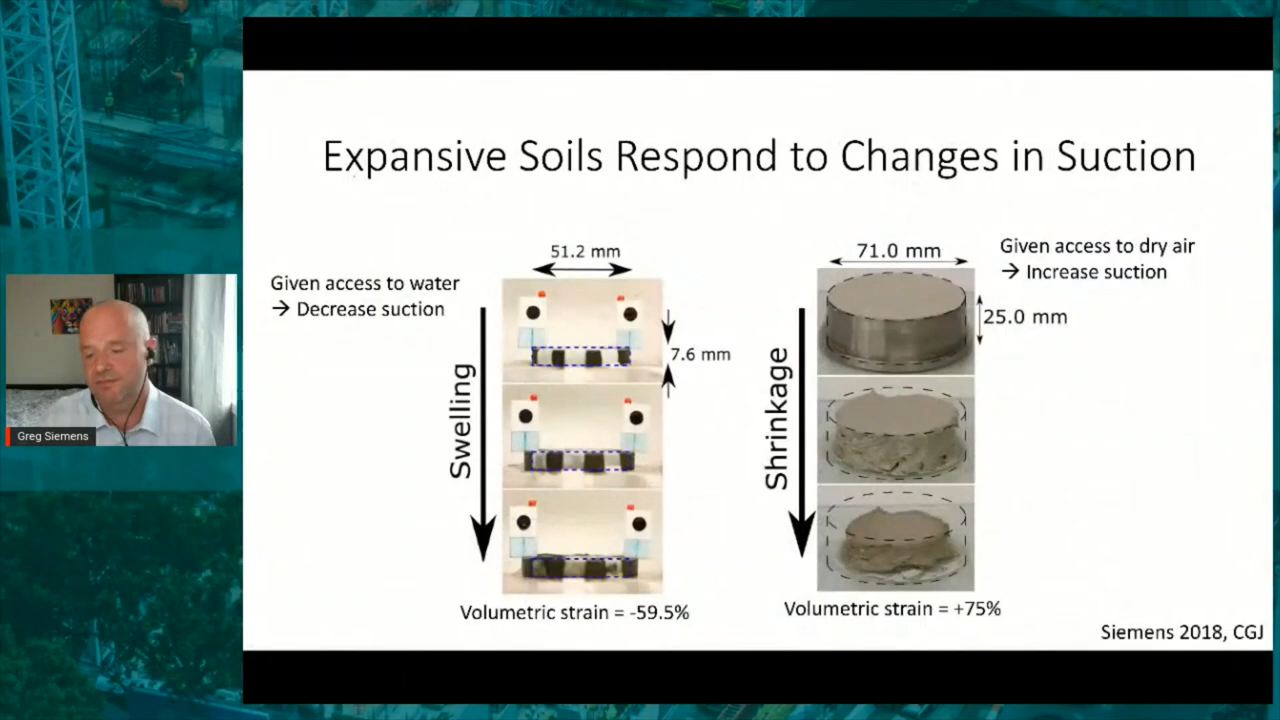 Expansive Soils Respond to Changes in Suction
Given access to water
→ Decrease suction
51.2 mm
7.6 mm
Swelling
Volumetric strain = -59.5%
71.0 mm
25.0 mm
Given access to dry air
→ Increase suction
Shrinkage
Volumetric strain = +75%
Siemens 2018, CGJ
Greg Siemens